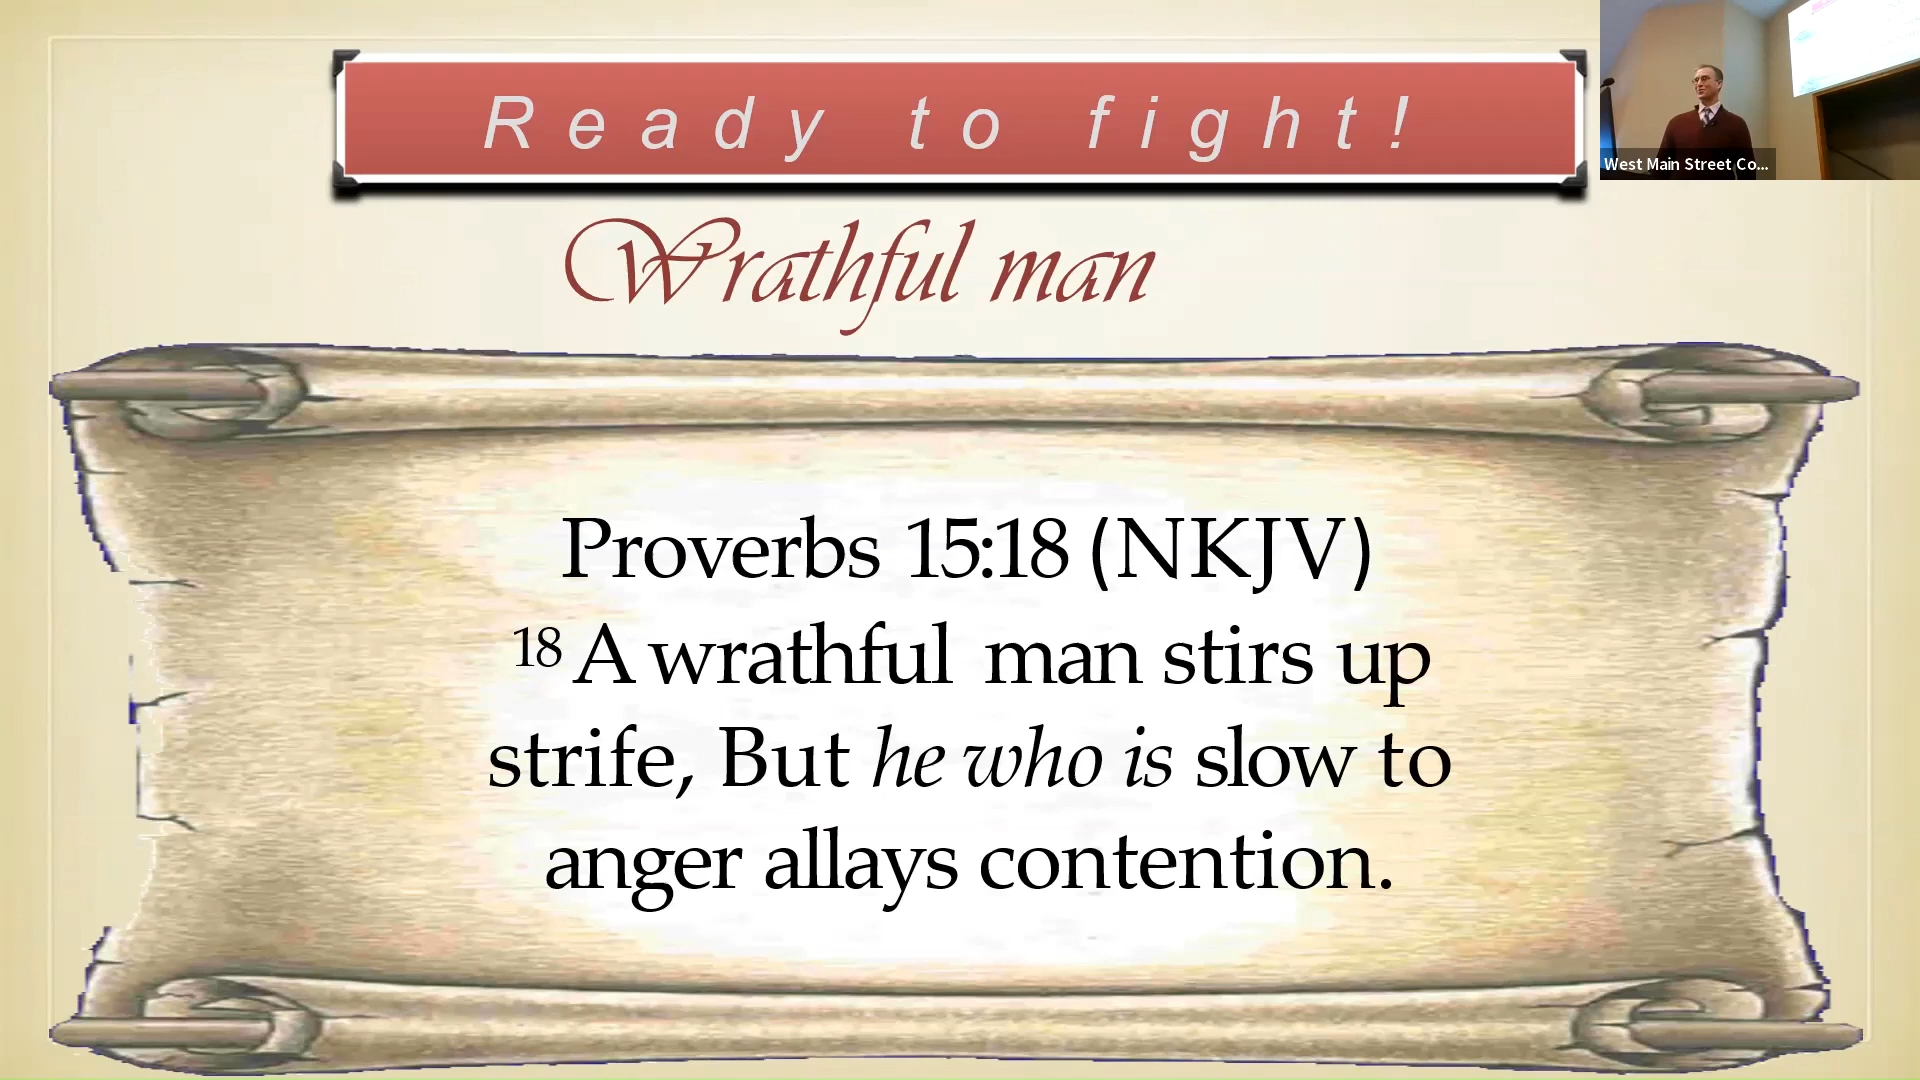 Ready to fight!
West Main Street Co...
Wrathful man
Proverbs 15:18 (NKJV)
18 A wrathful man stirs up
strife, But he who is slow to
anger allays contention.